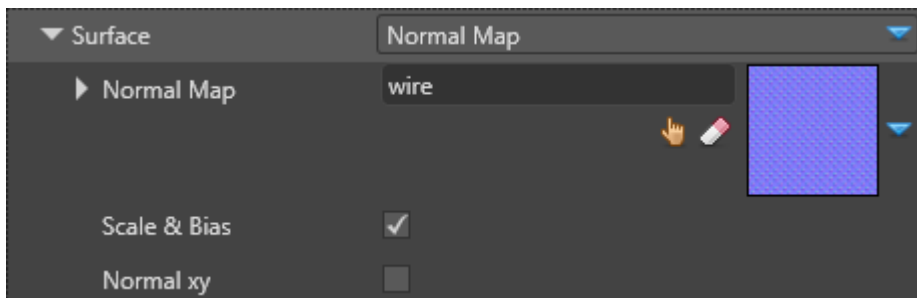 Surface Normal Map
Normal Map wire
Scale & Bias
Normal xy